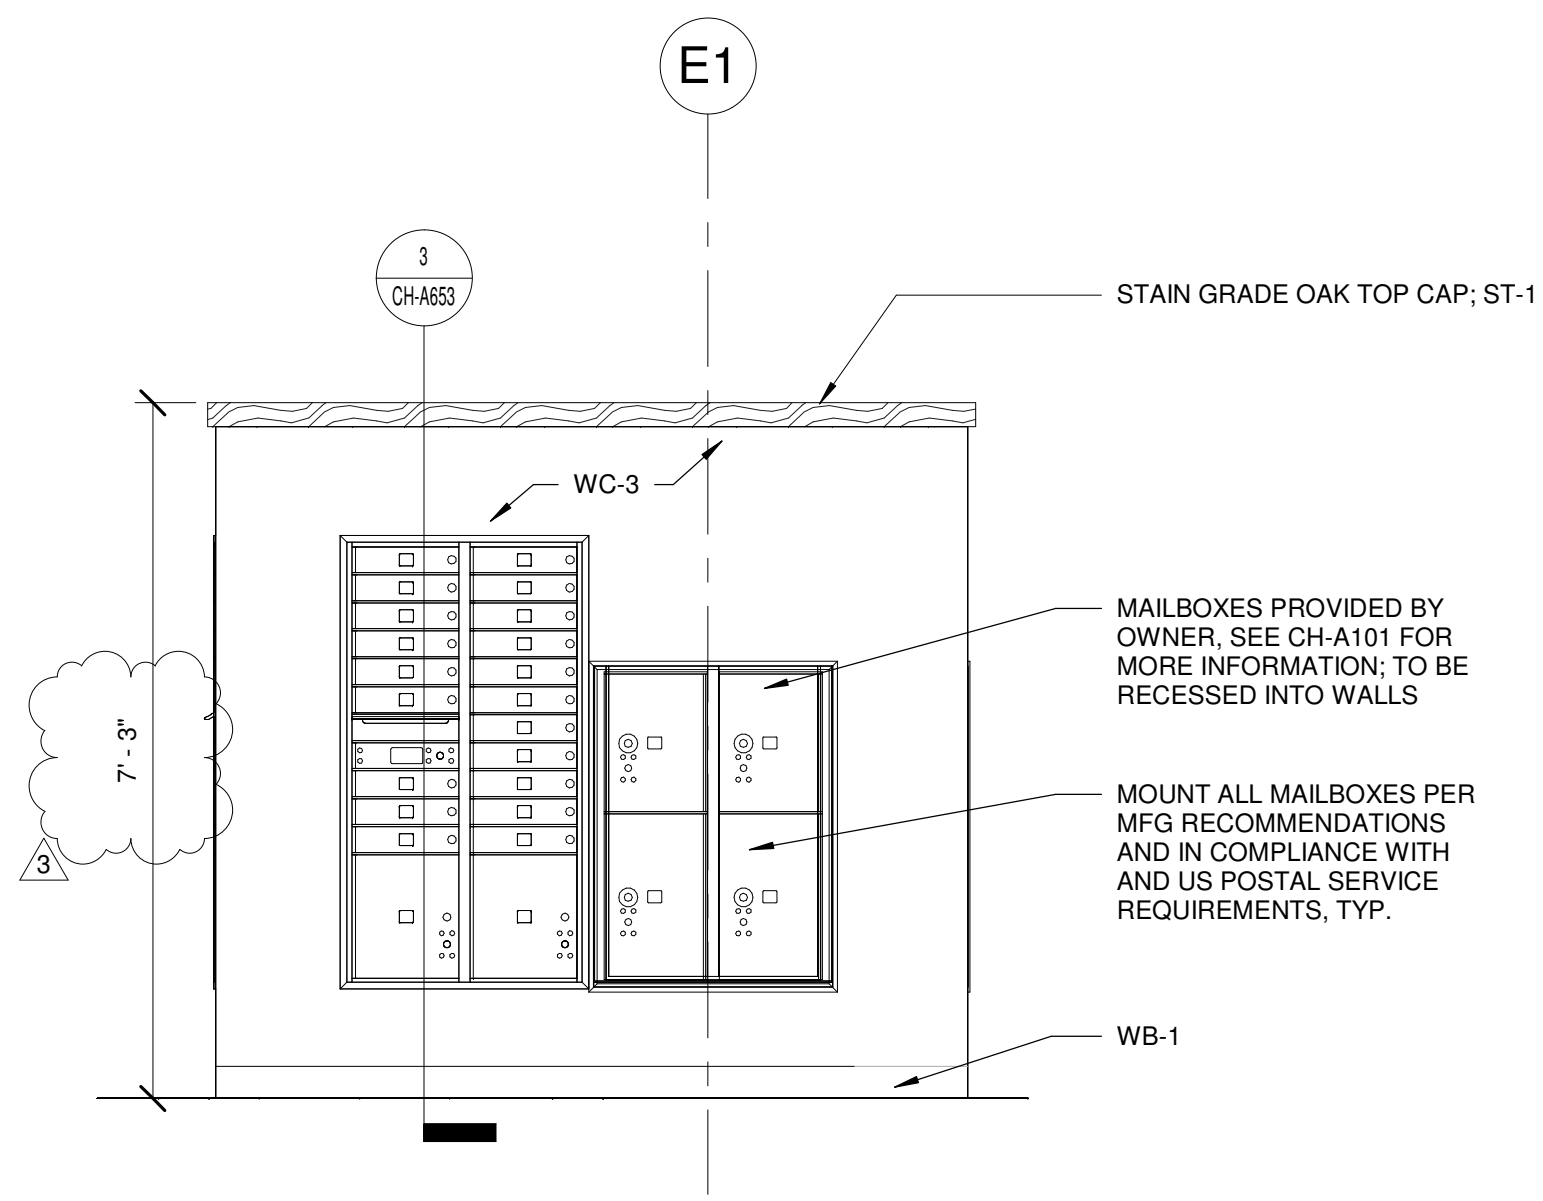 E1
3
CH-A653
STAIN GRADE OAK TOP CAP; ST-1
WC-3
MAILBOXES PROVIDED BY
OWNER, SEE CH-A101 FOR
MORE INFORMATION; TO BE
RECESSED INTO WALLS
7' - 3"
MOUNT ALL MAILBOXES PER
MFG RECOMMENDATIONS
AND IN COMPLIANCE WITH
AND US POSTAL SERVICE
REQUIREMENTS, TYP.
3
WB-1